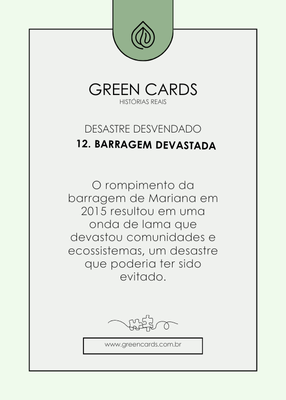 GREEN CARDS
HISTÓRIAS REAIS
DESASTRE DESVENDADO
12. BARRAGEM DEVASTADA
O rompimento da
barragem de Mariana em
2015 resultou em uma
onda de lama que
devastou comunidades e
ecossistemas, um desastre
que poderia ter sido
evitado.
www.greencards.com.br